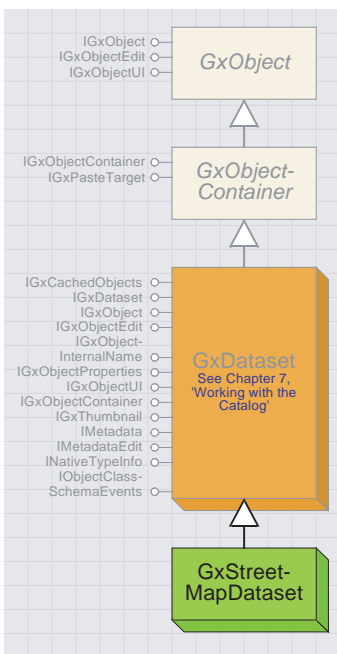 IGxObject
IGxObjectEdit
IGxObjectUI
GxObject
IGxObjectContainer
IGxPasteTarget
GxObject-
Container
IGxCachedObjects
IGxDataset
IGxObject
IGxObjectEdit
IGxObject-
InternalName
IGxObjectProperties
IGxObjectUI
IGxObjectContainer
IGxThumbnail
IMetadata
IMetadataEdit
INativeTypeInfo
IObjectClass-
SchemaEvents
GxDataset
See Chapter 7,
'Working with the
Catalog'
GxStreet-
MapDataset